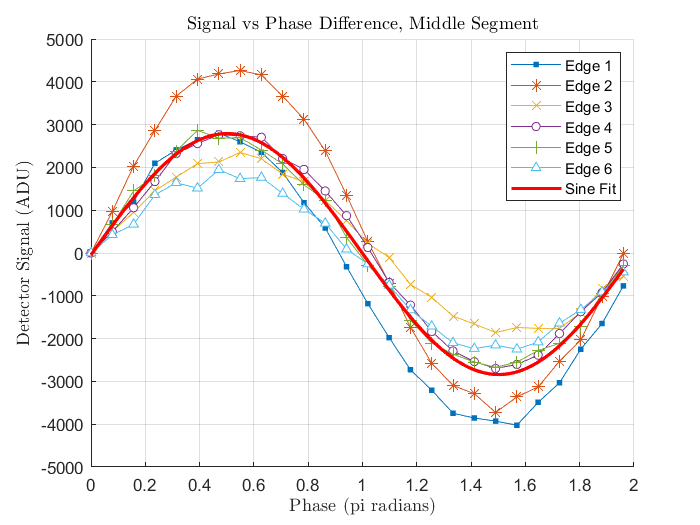 Signal vs Phase Difference, Middle Segment
5000
4000
3000
2000
1000
0
-1000
-2000
-3000
-4000
-5000
Detector Signal (ADU)
Edge 1
Edge 2
Edge 3
Edge 4
Edge 5
Edge 6
Sine Fit
0 0.2 0.4 0.6 0.8 1 1.2 1.4 1.6 1.8 2
Phase (pi radians)